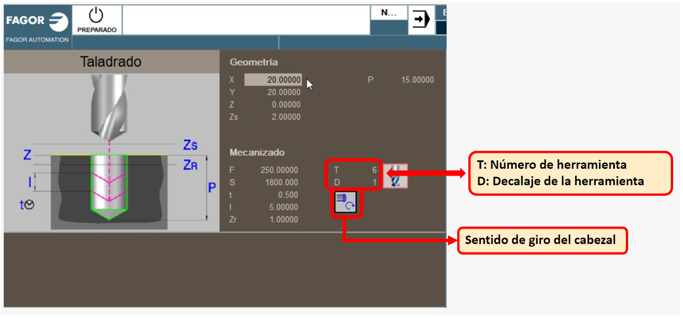 FAGOR
FAGOR AUTOMATION
PREPARADO
N...
Taladrado
Geometría
X 20.00000 P 15.00000
Y 20.00000
Z 0.00000
Zs 2.00000
Zs
Z
ZR
I
P
t
Mecanizado
F 250.00000 T 6
S 1800.000 D 1
t 0.500
I 5.00000
Zr 1.00000
T: Número de herramienta
D: Decalaje de la herramienta
Sentido de giro del cabezal